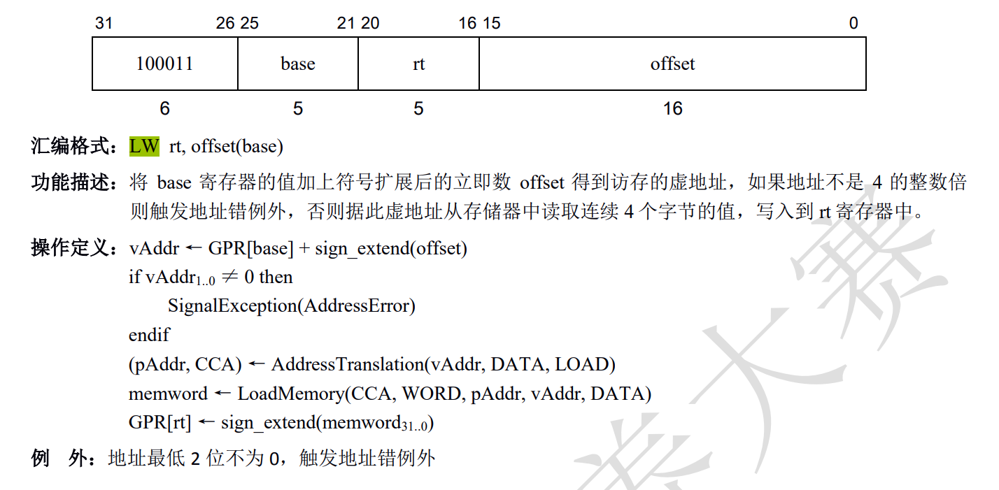 31 26 25 21 20 16 15 0
100011 base rt offset
6 5 5 16
汇编格式：LW rt, offset(base)
功能描述：将 base 寄存器的值加上符号扩展后的立即数 offset 得到访存的虚地址，如果地址不是 4 的整数倍
则触发地址错例外，否则据此虚地址从存储器中读取连续 4 个字节的值，写入到 rt 寄存器中。
操作定义：vAddr ← GPR[base] + sign_extend(offset)
if vAddr1..0 ≠ 0 then
SignalException(AddressError)
endif
(pAddr, CCA) ← AddressTranslation(vAddr, DATA, LOAD)
memword ← LoadMemory(CCA, WORD, pAddr, vAddr, DATA)
GPR[rt] ← sign_extend(memword31..0)
例 外：地址最低 2 位不为 0，触发地址错例外
大赛